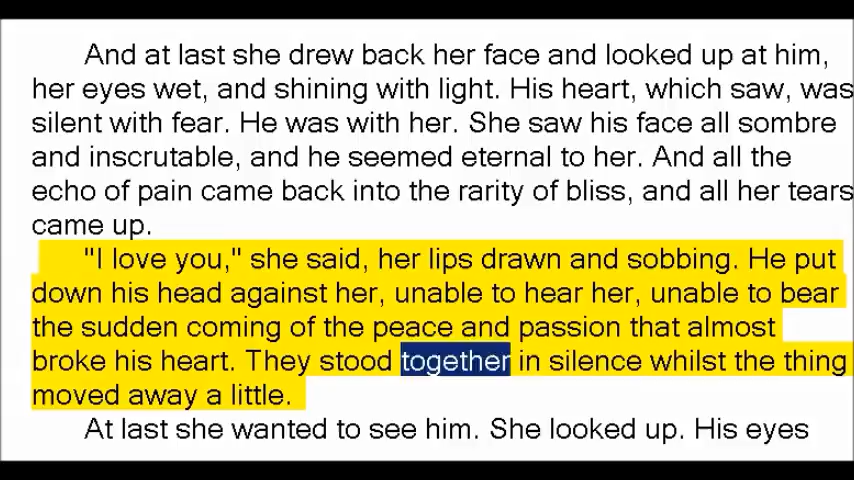 And at last she drew back her face and looked up at him,
her eyes wet, and shining with light. His heart, which saw, was
silent with fear. He was with her. She saw his face all sombre
and inscrutable, and he seemed eternal to her. And all the
echo of pain came back into the rarity of bliss, and all her tears
came up.
"I love you," she said, her lips drawn and sobbing. He put
down his head against her, unable to hear her, unable to bear
the sudden coming of the peace and passion that almost
broke his heart. They stood together in silence whilst the thing
moved away a little.
At last she wanted to see him. She looked up. His eyes